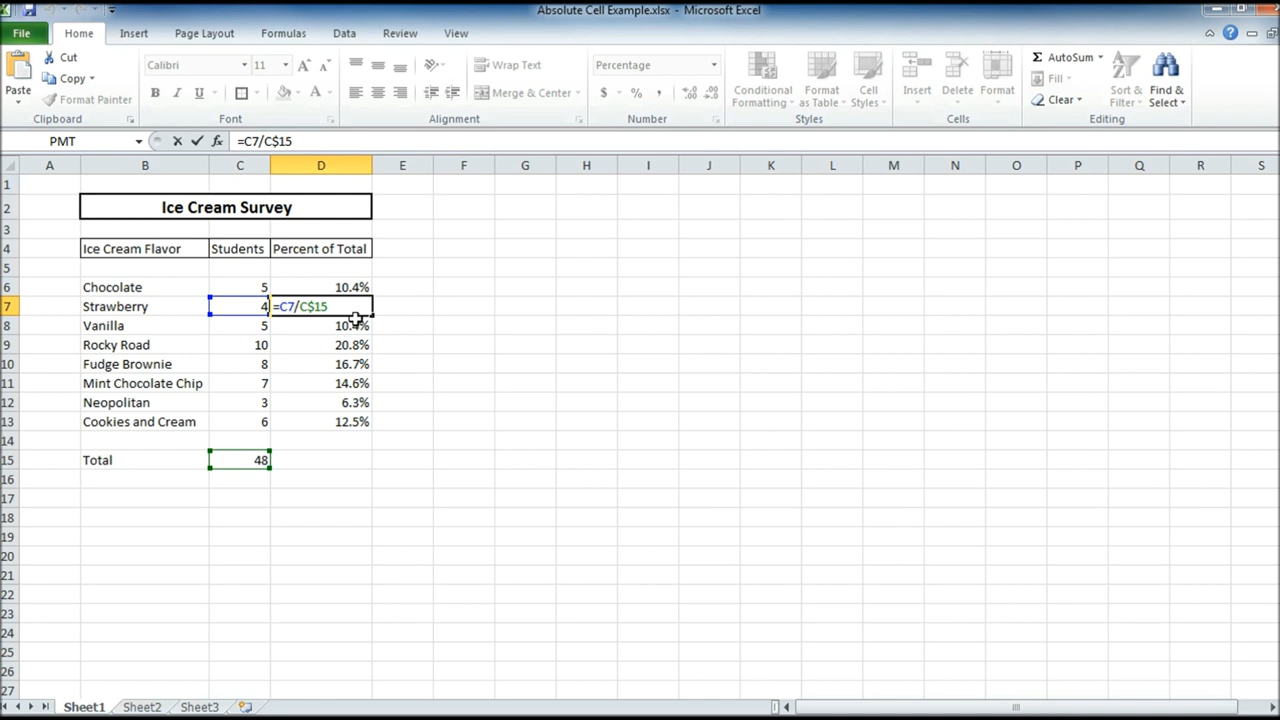 Absolute Cell Example.xlsx - Microsoft Excel
File Home Insert Page Layout Formulas Data Review View
Cut Calibri 11 A A Wrap Text Percentage AutoSum
Paste Copy Fill
Format Painter B I U A Merge & Center $ % , Conditional Formatting Format as Table Cell Styles Insert Delete Format Clear Sort & Filter Find & Select
Clipboard Font Alignment Number Styles Cells Editing
PMT fx =C7/C$15
A B C D E F G H I J K L M N O P Q R S
1
2 Ice Cream Survey
3
4 Ice Cream Flavor Students Percent of Total
5
6 Chocolate 5 10.4%
7 Strawberry 4 =C7/C$15
8 Vanilla 5 10.4%
9 Rocky Road 10 20.8%
10 Fudge Brownie 8 16.7%
11 Mint Chocolate Chip 7 14.6%
12 Neopolitan 3 6.3%
13 Cookies and Cream 6 12.5%
14
15 Total 48
16
17
18
19
20
21
22
23
24
25
26
27
Sheet1 Sheet2 Sheet3